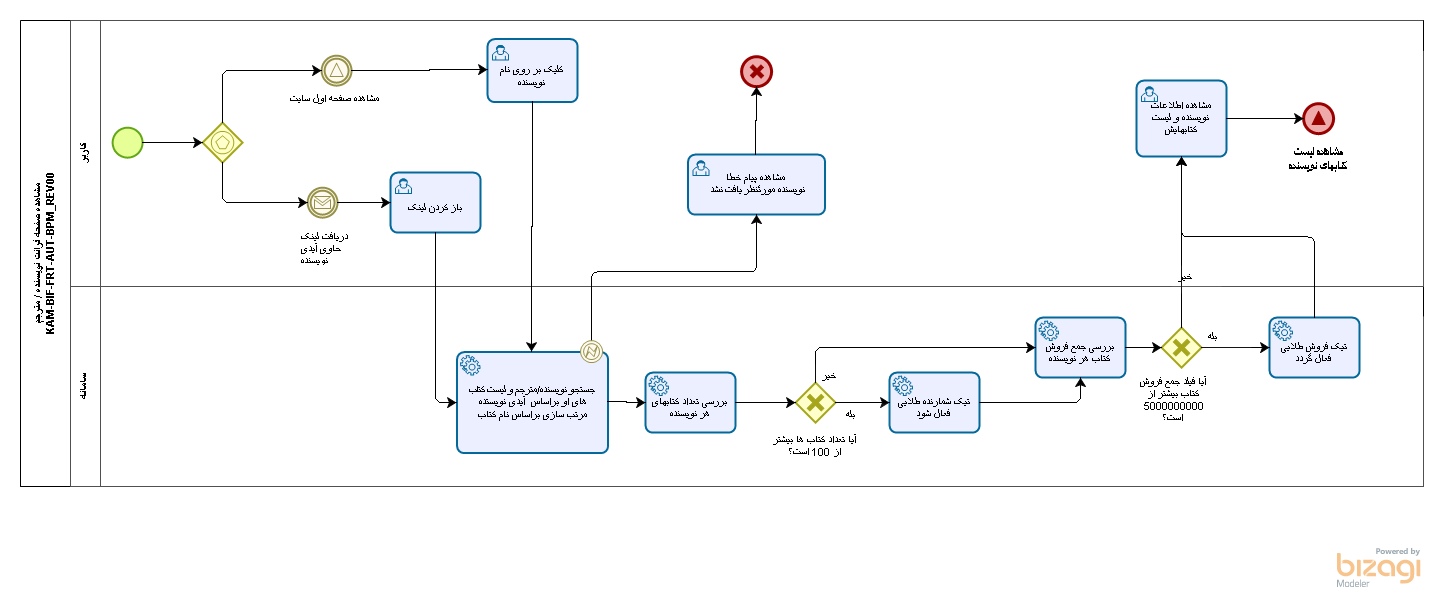 مشاهده صفحه فرانت نویسنده / مترجم
KAM-BIF-FRT-AUT-BPM_REV00
کاربر
سامانه
مشاهده صفحه اول سایت
کلیک بر روی نام
نویسنده
دریافت لینک
حاوی آیدی
نویسنده
باز کردن لینک
مشاهده پیام خطا
نویسنده موردنظر یافت نشد
مشاهده اطلاعات
نویسنده و لیست
کتابهایش
مشاهده لیست
کتابهای نویسنده
جستجو نویسنده/مترجم و لیست کتاب
های او براساس آیدی نویسنده
مرتب سازی براساس نام کتاب
بررسی تعداد کتابهای
هر نویسنده
خیر
بله
آیا تعداد کتاب ها بیشتر
از 100 است؟
تیک شمارنده طلایی
فعال شود
بررسی جمع فروش
کتاب هر نویسنده
خیر
بله
آیا فیلد جمع فروش
کتاب بیشتر از
5000000000
است؟
تیک فروش طلایی
فعال گردد
Powered by
bizagi
Modeler